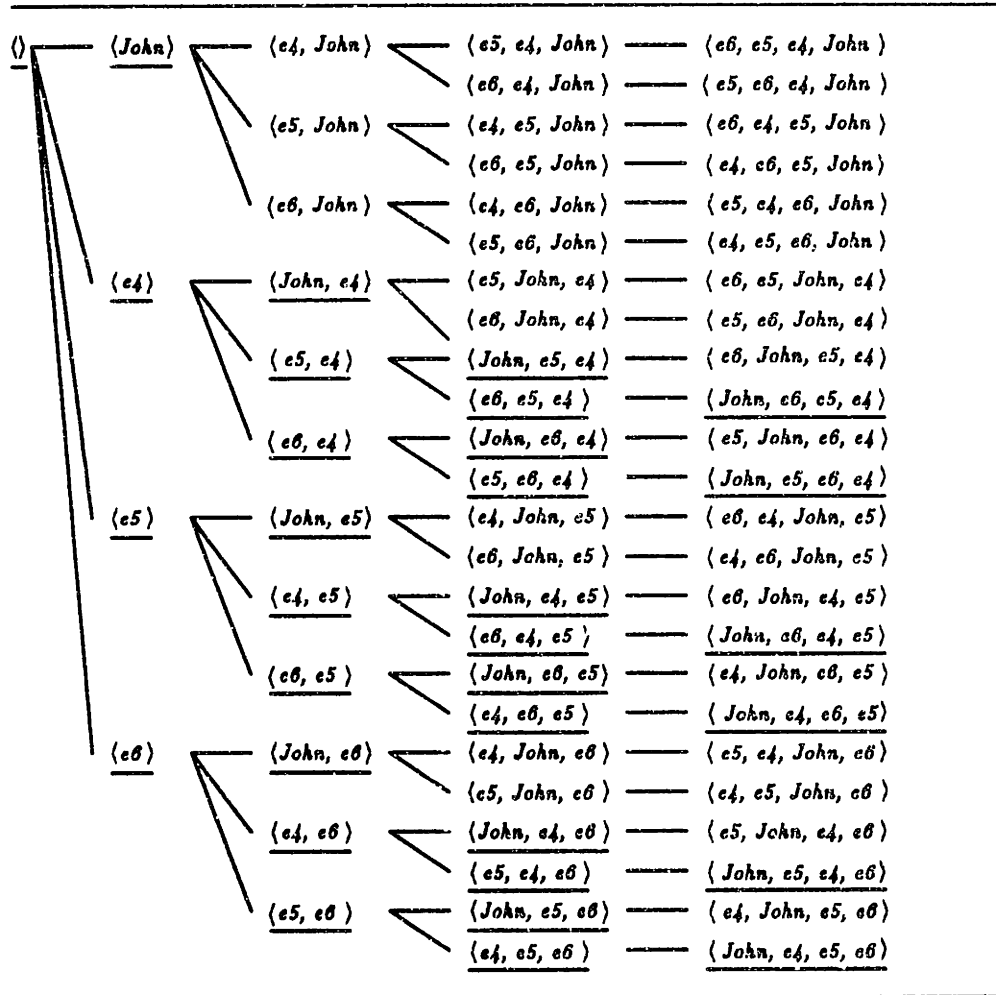 ⟨⟩ ⟨John⟩ ⟨e4, John⟩ ⟨e5, e4, John⟩ ⟨e6, e5, e4, John⟩
⟨e6, e4, John⟩ ⟨e5, e6, e4, John⟩
⟨e5, John⟩ ⟨e4, e5, John⟩ ⟨e6, e4, e5, John⟩
⟨e6, e5, John⟩ ⟨e4, e6, e5, John⟩
⟨e6, John⟩ ⟨e4, e6, John⟩ ⟨e5, e4, e6, John⟩
⟨e5, e6, John⟩ ⟨e4, e5, e6, John⟩
⟨e4⟩ ⟨John, e4⟩ ⟨e5, John, e4⟩ ⟨e6, e5, John, e4⟩
⟨e6, John, e4⟩ ⟨e5, e6, John, e4⟩
⟨e5, e4⟩ ⟨John, e5, e4⟩ ⟨e6, John, e5, e4⟩
⟨e6, e5, e4⟩ ⟨John, e6, e5, e4⟩
⟨e6, e4⟩ ⟨John, e6, e4⟩ ⟨e5, John, e6, e4⟩
⟨e5, e6, e4⟩ ⟨John, e5, e6, e4⟩
⟨e5⟩ ⟨John, e5⟩ ⟨e4, John, e5⟩ ⟨e6, e4, John, e5⟩
⟨e6, John, e5⟩ ⟨e4, e6, John, e5⟩
⟨e4, e5⟩ ⟨John, e4, e5⟩ ⟨e6, John, e4, e5⟩
⟨e6, e4, e5⟩ ⟨John, e6, e4, e5⟩
⟨e6, e5⟩ ⟨John, e6, e5⟩ ⟨e4, John, e6, e5⟩
⟨e4, e6, e5⟩ ⟨John, e4, e6, e5⟩
⟨e6⟩ ⟨John, e6⟩ ⟨e4, John, e6⟩ ⟨e5, e4, John, e6⟩
⟨e5, John, e6⟩ ⟨e4, e5, John, e6⟩
⟨e4, e6⟩ ⟨John, e4, e6⟩ ⟨e5, John, e4, e6⟩
⟨e5, e4, e6⟩ ⟨John, e5, e4, e6⟩
⟨e5, e6⟩ ⟨John, e5, e6⟩ ⟨e4, John, e5, e6⟩
⟨e4, e5, e6⟩ ⟨John, e4, e5, e6⟩